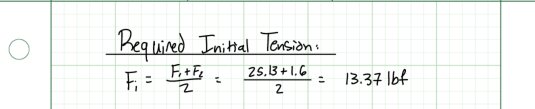 Required Initial Tension:
Fi = (F1+F2)/2 = (25.13+1.6)/2 = 13.37 lbf